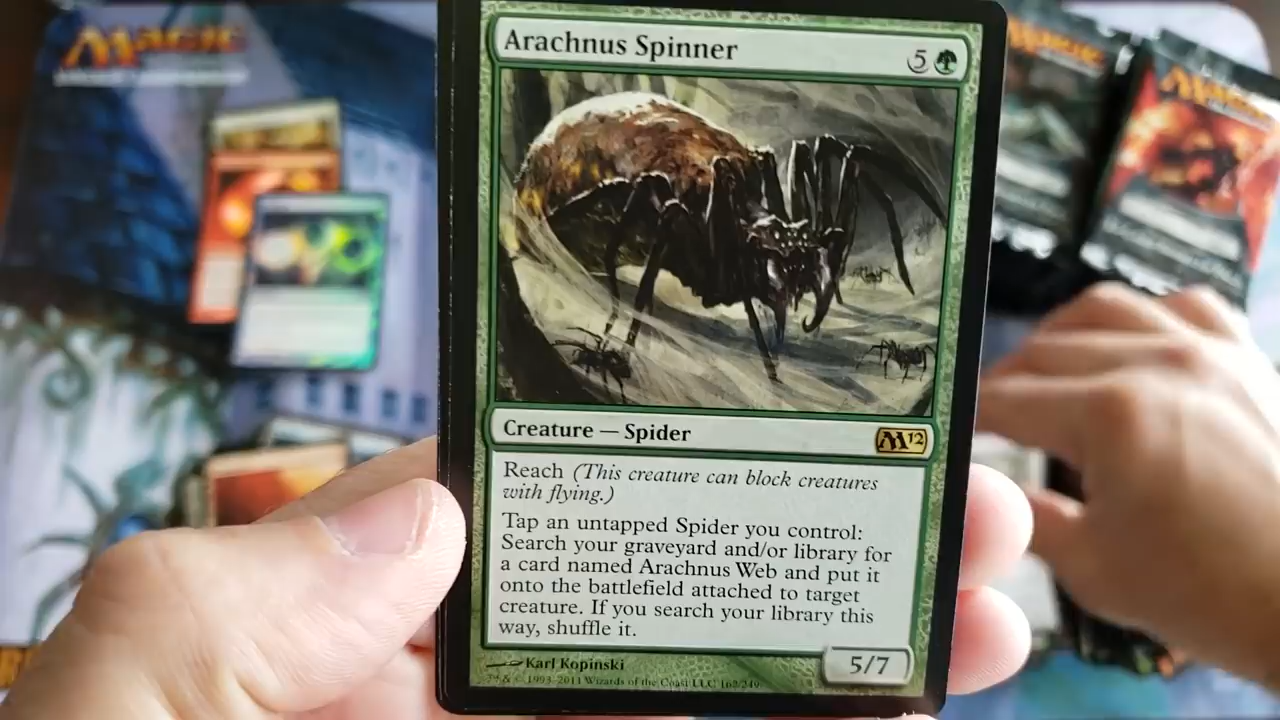 Magic
Magic
Magic
Arachnus Spinner
5
Creature — Spider
M12
Reach (This creature can block creatures
with flying.)
Tap an untapped Spider you control:
Search your graveyard and/or library for
a card named Arachnus Web and put it
onto the battlefield attached to target
creature. If you search your library this
way, shuffle it.
Karl Kopinski
5/7
™ & © 1993-2011 Wizards of the Coast LLC 162/249